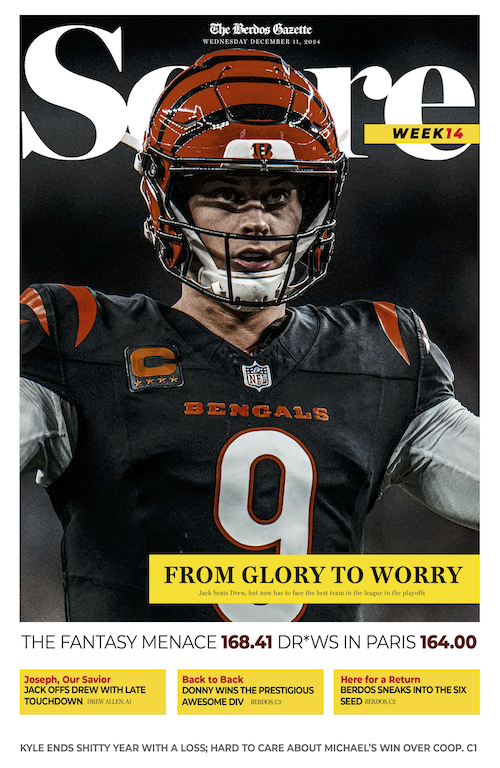 The Berdos Gazette
WEDNESDAY DECEMBER 11, 2024
Score
WEEK14
B
C
NFL
BENGALS
9
FROM GLORY TO WORRY
Jack beats Drew, but now has to face the best team in the league in the playoffs
THE FANTASY MENACE 168.41 DR*WS IN PARIS 164.00
Joseph, Our Savior
JACK OFFS DREW WITH LATE
TOUCHDOWN DREW ALLEN, A1
Back to Back
DONNY WINS THE PRESTIGIOUS
AWESOME DIV BERDOS, C2
Here for a Return
BERDOS SNEAKS INTO THE SIX
SEED BERDOS, C2
KYLE ENDS SHITTY YEAR WITH A LOSS; HARD TO CARE ABOUT MICHAEL'S WIN OVER COOP. C1